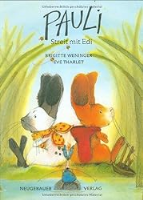 PAULI
Streit mit Edi
BRIGITTE WENINGER
EVE THARLET
NEUGEBAUER VERLAG